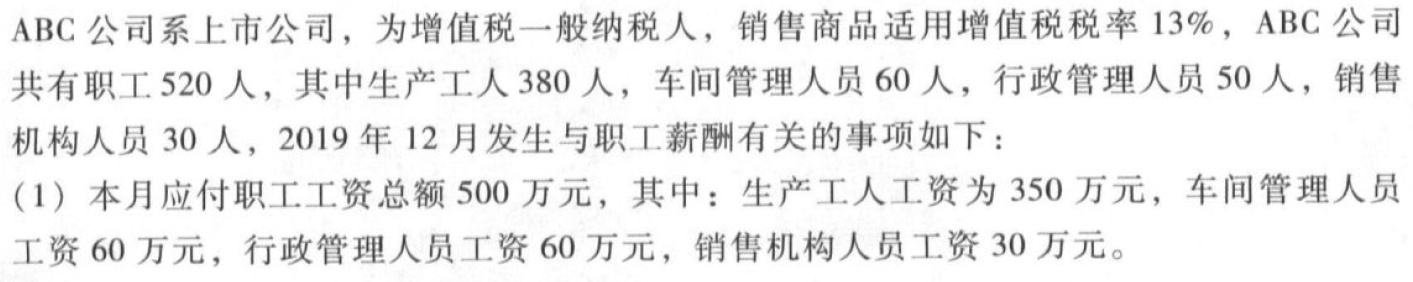 ABC 公司系上市公司，为增值税一般纳税人，销售商品适用增值税税率 13%，ABC 公司
共有职工 520 人，其中生产工人 380 人，车间管理人员 60 人，行政管理人员 50 人，销售
机构人员 30 人，2019 年 12 月发生与职工薪酬有关的事项如下：
(1) 本月应付职工工资总额 500 万元，其中：生产工人工资为 350 万元，车间管理人员
工资 60 万元，行政管理人员工资 60 万元，销售机构人员工资 30 万元。